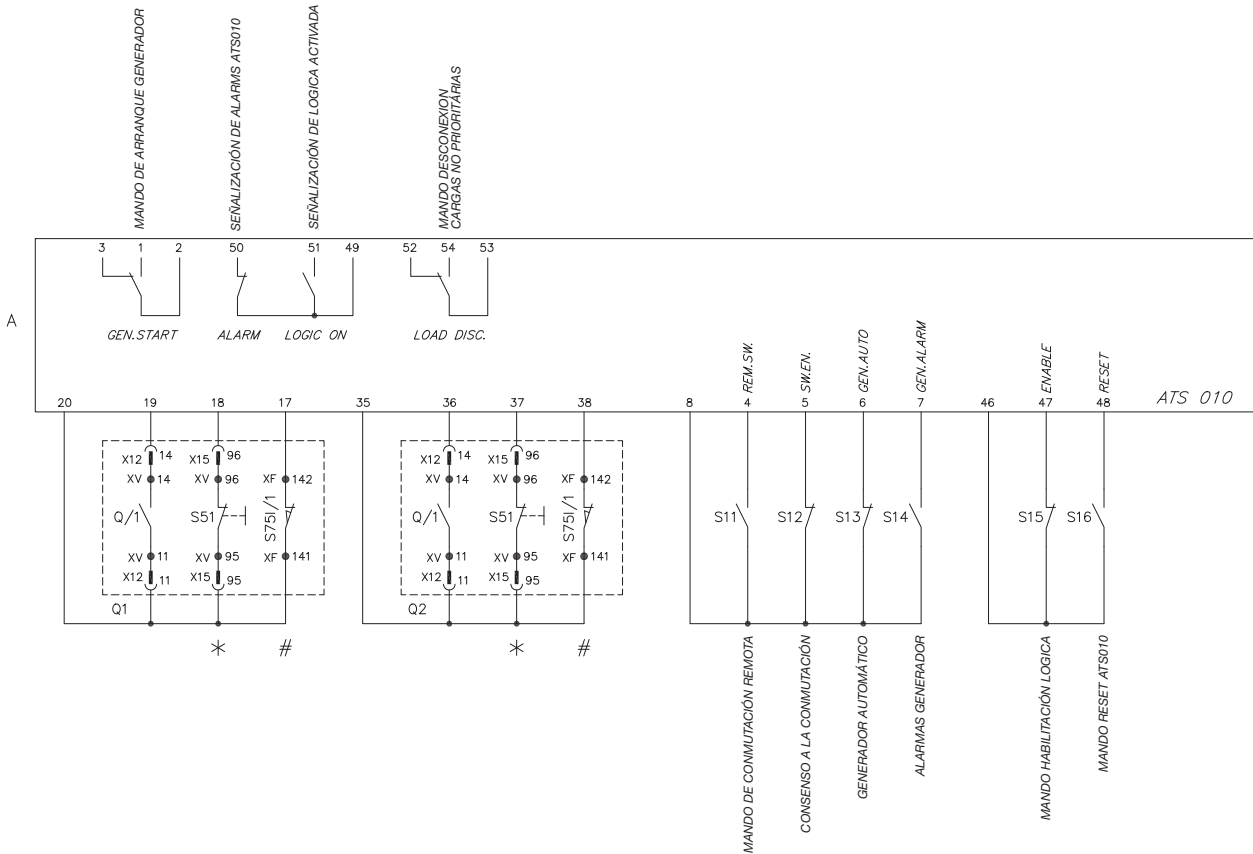 MANDO DE ARRANQUE GENERADOR
SEÑALIZACIÓN DE ALARMS ATS010
SEÑALIZACIÓN DE LOGICA ACTIVADA
MANDO DESCONEXION
CARGAS NO PRIORITÁRIAS
3 1 2 50 51 49 52 54 53
A
GEN.START ALARM LOGIC ON LOAD DISC.
REM.SW.
SW.EN.
GEN.AUTO
GEN.ALARM
ENABLE
RESET
ATS 010
20 19 18 17 35 36 37 38 8 4 5 6 7 46 47 48
X12 14 X15 96 X12 14 X15 96
XV 14 XV 96 XF 142 XV 14 XV 96 XF 142
Q/1 S51 S75I/1 Q/1 S51 S75I/1 S11 S12 S13 S14 S15 S16
XV 11 XV 95 XF 141 XV 11 XV 95 XF 141
X12 11 X15 95 X12 11 X15 95
Q1 Q2
* # * #
MANDO DE CONMUTACIÓN REMOTA
CONSENSO A LA CONMUTACIÓN
GENERADOR AUTOMÁTICO
ALARMAS GENERADOR
MANDO HABILITACIÓN LOGICA
MANDO RESET ATS010